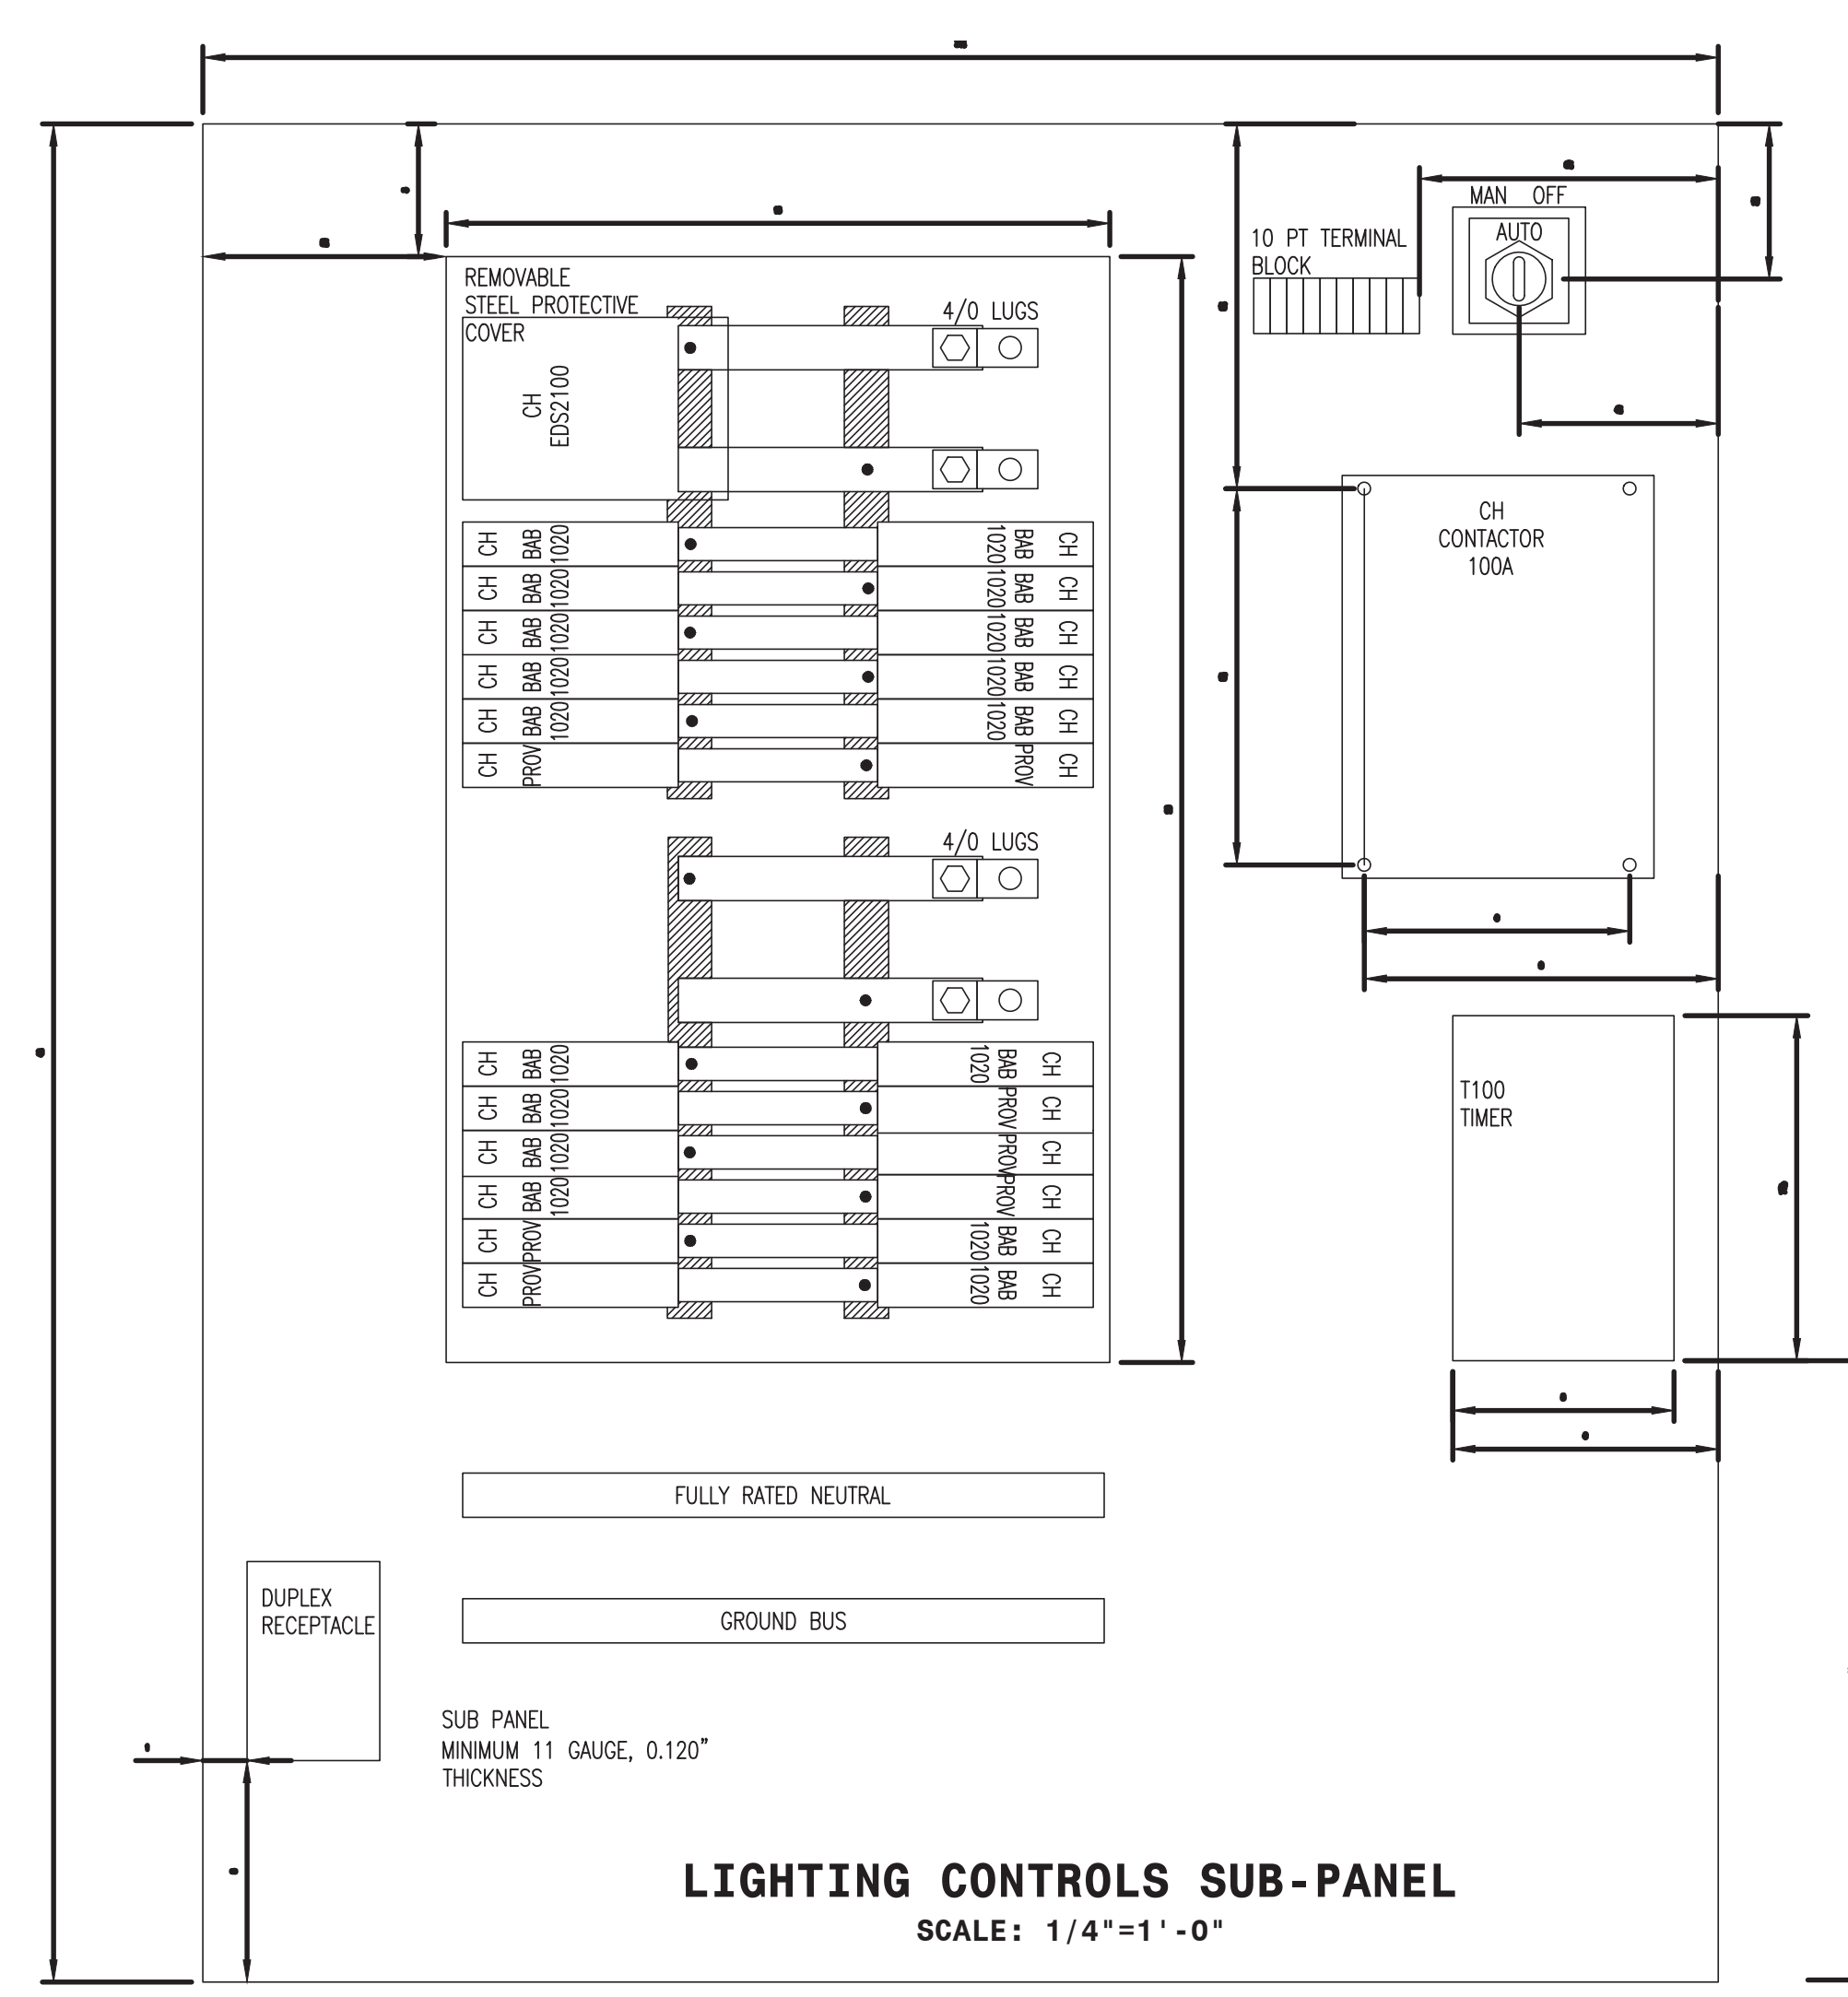 MAN OFF
AUTO
10 PT TERMINAL
BLOCK
REMOVABLE
STEEL PROTECTIVE
COVER
4/0 LUGS
CH
EDS2100
CH BAB 1020
1020 BAB CH
CH BAB 1020
1020 BAB CH
CH BAB 1020
1020 BAB CH
CH BAB 1020
1020 BAB CH
CH BAB 1020
1020 BAB CH
CH PROV
PROV CH
CH
CONTACTOR
100A
4/0 LUGS
CH BAB 1020
1020 BAB CH
CH BAB 1020
PROV CH
CH BAB 1020
PROV CH
CH BAB 1020
PROV CH
CH PROV
1020 BAB CH
CH PROV
1020 BAB CH
T100
TIMER
FULLY RATED NEUTRAL
DUPLEX
RECEPTACLE
GROUND BUS
SUB PANEL
MINIMUM 11 GAUGE, 0.120"
THICKNESS
LIGHTING CONTROLS SUB-PANEL
SCALE: 1/4"=1'-0"